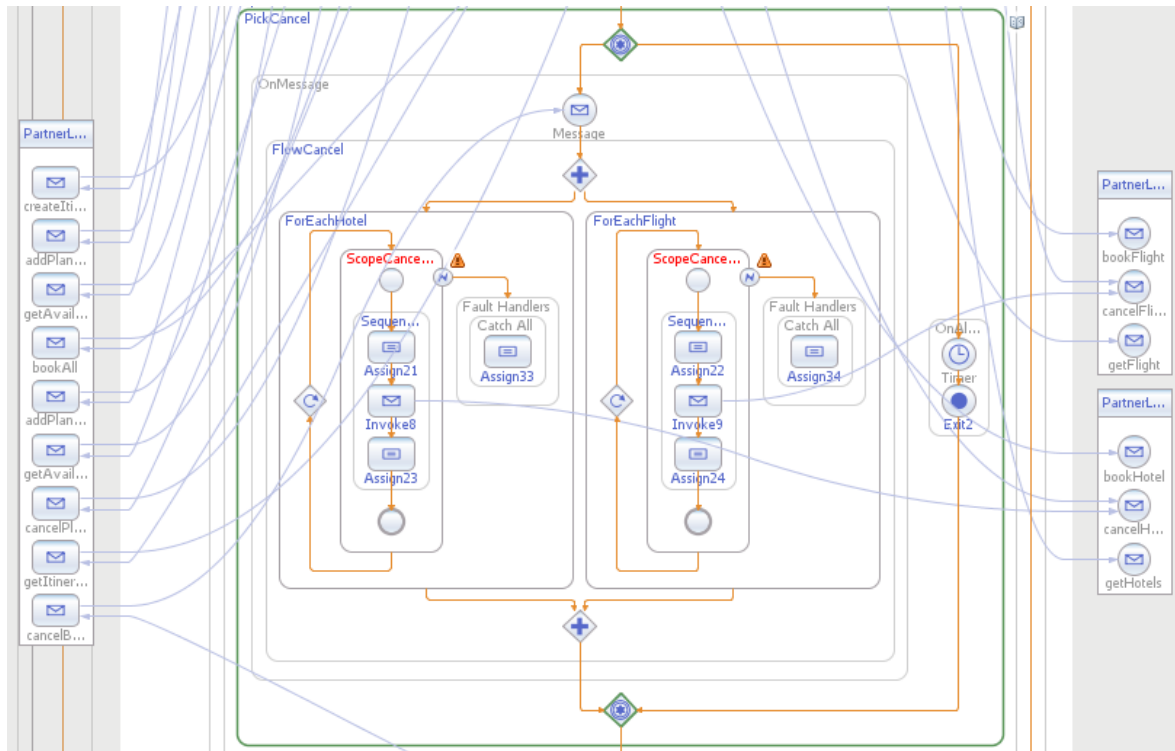 PickCancel
OnMessage
Message
FlowCancel
PartnerL...
createIti...
addPlan...
getAvail...
bookAll
addPlan...
getAvail...
cancelPl...
getItiner...
cancelB...
ForEachHotel
ScopeCance...
Fault Handlers
Catch All
Assign33
Sequen...
Assign21
Invoke8
Assign23
ForEachFlight
ScopeCance...
Fault Handlers
Catch All
Assign34
Sequen...
Assign22
Invoke9
Assign24
OnAl...
Timer
Exit2
PartnerL...
bookFlight
cancelFli...
getFlight
PartnerL...
bookHotel
cancelH...
getHotels